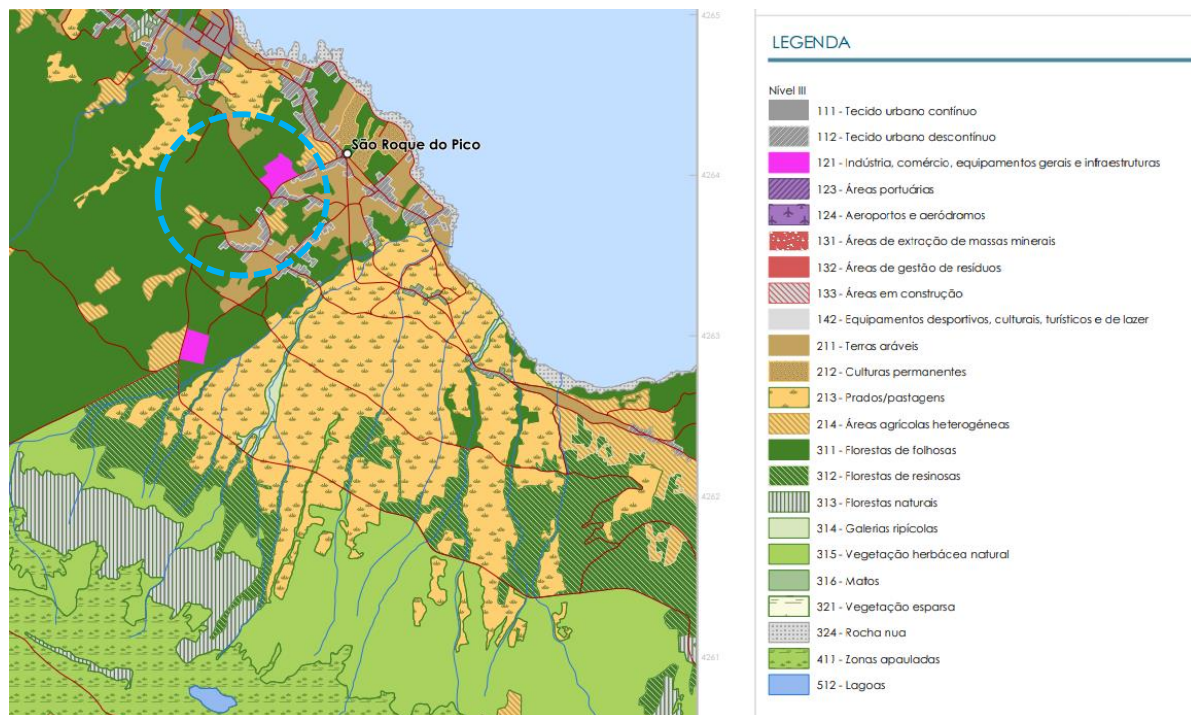 4265
São Roque do Pico
4264
4263
4262
4261
LEGENDA
Nível III
111 - Tecido urbano contínuo
112 - Tecido urbano descontínuo
121 - Indústria, comércio, equipamentos gerais e infraestruturas
123 - Áreas portuárias
124 - Aeroportos e aeródromos
131 - Áreas de extração de massas minerais
132 - Áreas de gestão de resíduos
133 - Áreas em construção
142 - Equipamentos desportivos, culturais, turísticos e de lazer
211 - Terras aráveis
212 - Culturas permanentes
213 - Prados/pastagens
214 - Áreas agrícolas heterogéneas
311 - Florestas de folhosas
312 - Florestas de resinosas
313 - Florestas naturais
314 - Galerias ripícolas
315 - Vegetação herbácea natural
316 - Matos
321 - Vegetação esparsa
324 - Rocha nua
411 - Zonas apauladas
512 - Lagoas